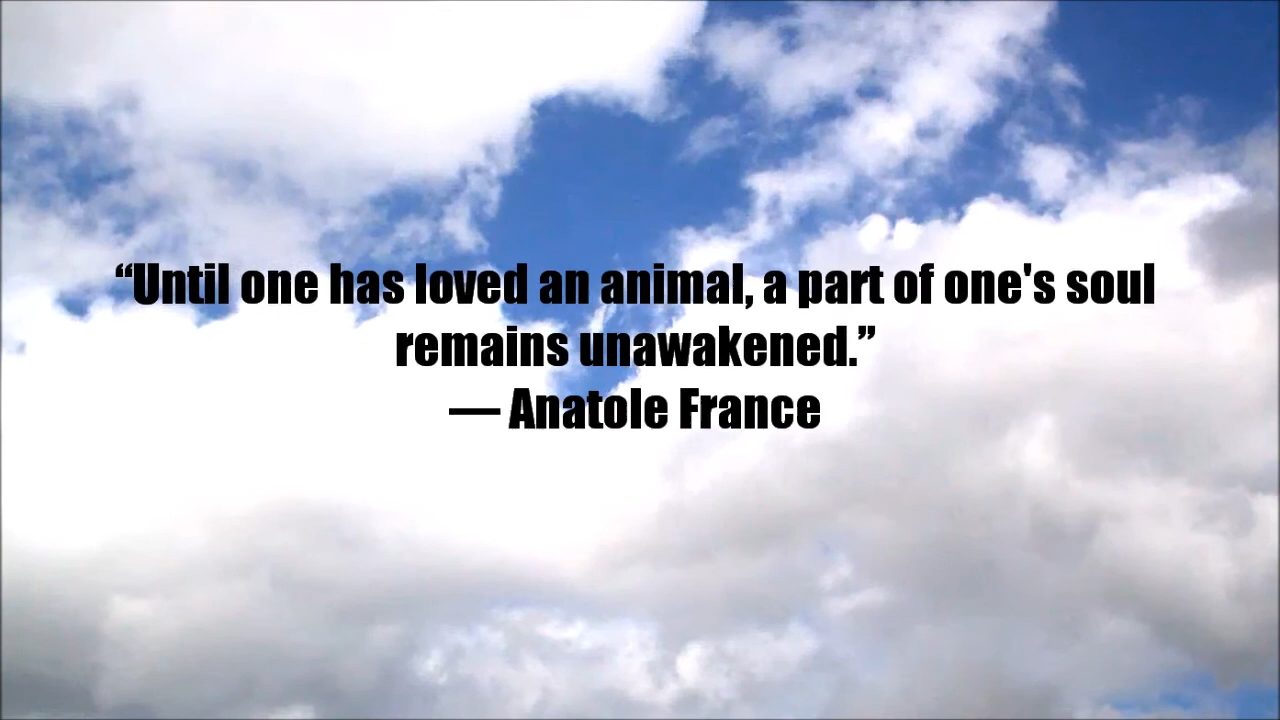 “Until one has loved an animal, a part of one's soul
remains unawakened.”
— Anatole France